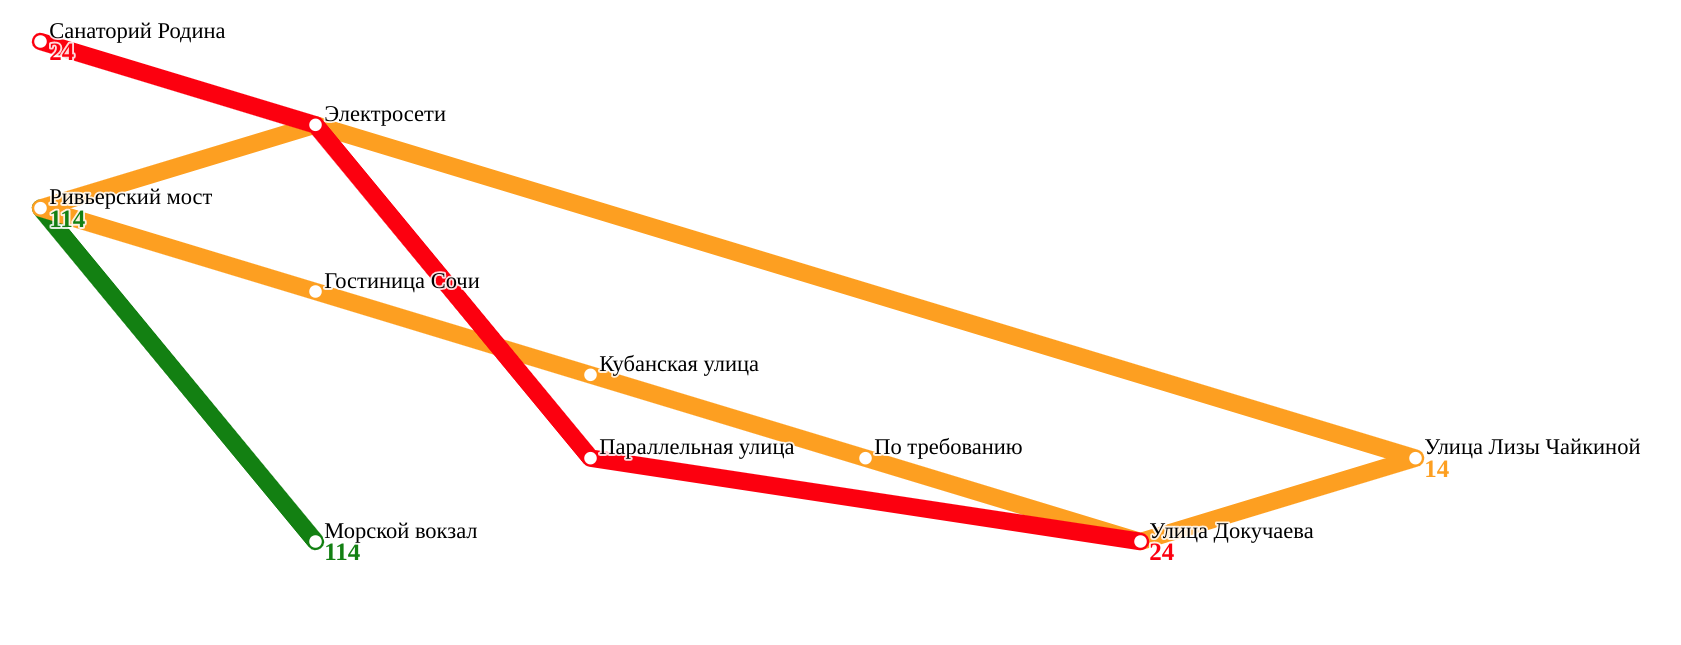 Санаторий Родина
24
Электросети
Ривьерский мост
114
Гостиница Сочи
Кубанская улица
Параллельная улица
По требованию
Улица Лизы Чайкиной
14
Морской вокзал
114
Улица Докучаева
24